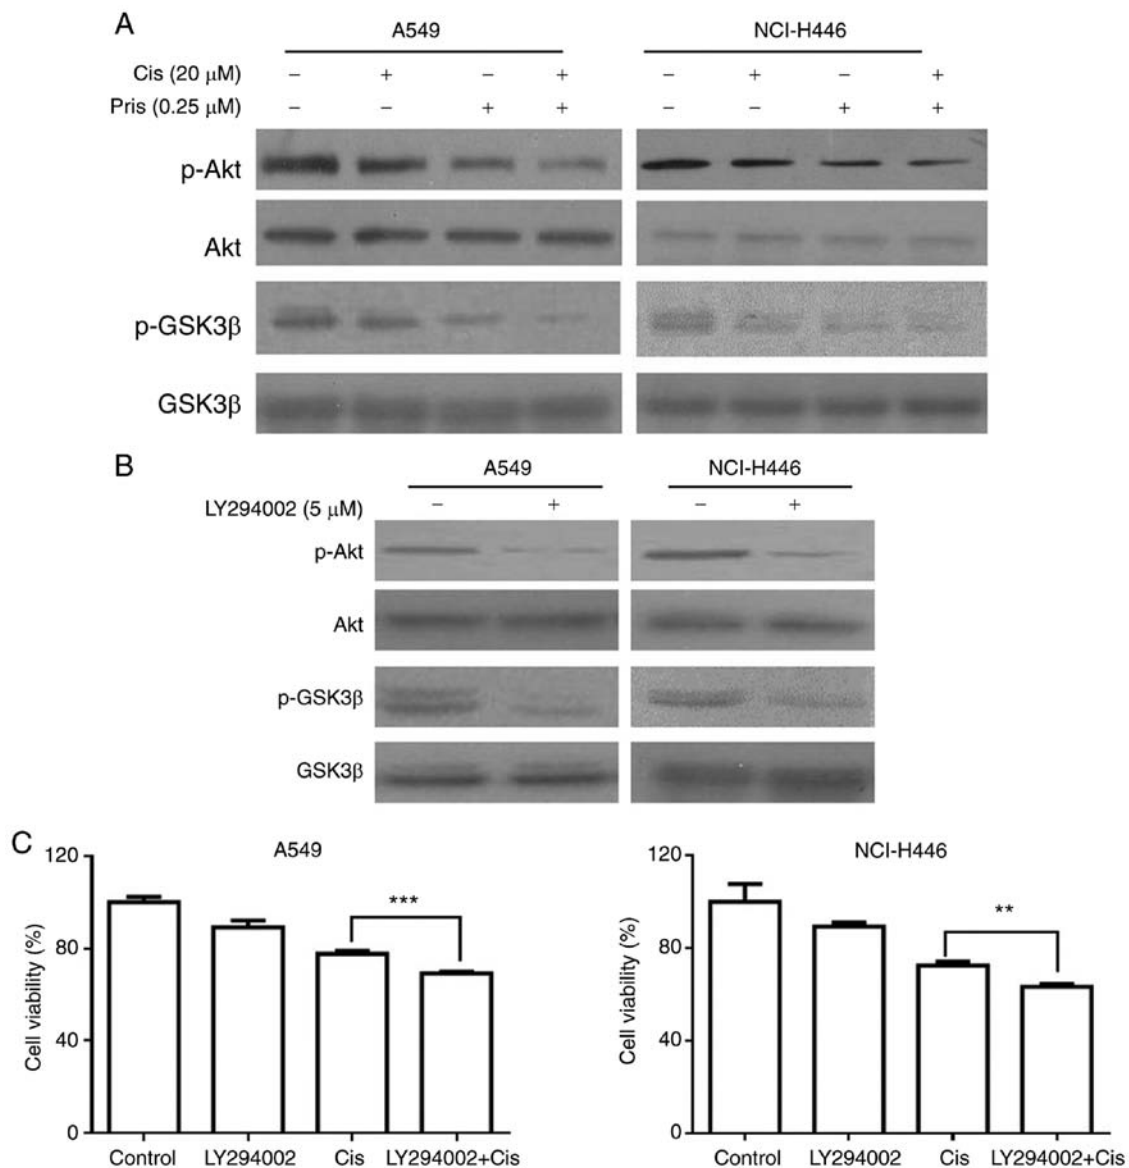 A
A549 NCI-H446
Cis (20 μM) – + – + – + – +
Pris (0.25 μM) – – + + – – + +
p-Akt
Akt
p-GSK3β
GSK3β
B
A549 NCI-H446
LY294002 (5 μM) – + – +
p-Akt
Akt
p-GSK3β
GSK3β
C
A549
Cell viability (%)
120
80
40
0
***
Control LY294002 Cis LY294002+Cis
NCI-H446
Cell viability (%)
120
80
40
0
**
Control LY294002 Cis LY294002+Cis